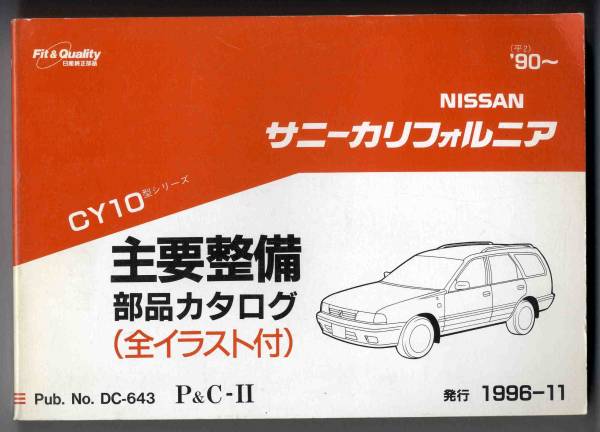 Fit & Quality
日産純正部品
(平2)
'90〜
NISSAN
サニーカリフォルニア
CY10型シリーズ
主要整備
部品カタログ
(全イラスト付)
Pub. No. DC-643 P&C-II
発行 1996-11